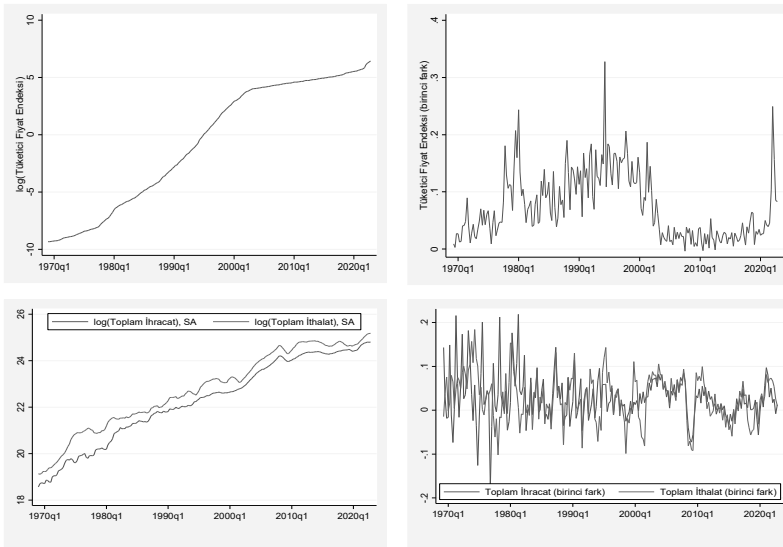 log(Tüketici Fiyat Endeksi)
10
5
0
-5
-10
1970q1 1980q1 1990q1 2000q1 2010q1 2020q1
Tüketici Fiyat Endeksi (birinci fark)
.4
.3
.2
.1
0
1970q1 1980q1 1990q1 2000q1 2010q1 2020q1
log(Toplam İhracat), SA log(Toplam İthalat), SA
26
24
22
20
18
1970q1 1980q1 1990q1 2000q1 2010q1 2020q1
.2
.1
0
-.1
-.2
Toplam İhracat (birinci fark) Toplam İthalat (birinci fark)
1970q1 1980q1 1990q1 2000q1 2010q1 2020q1